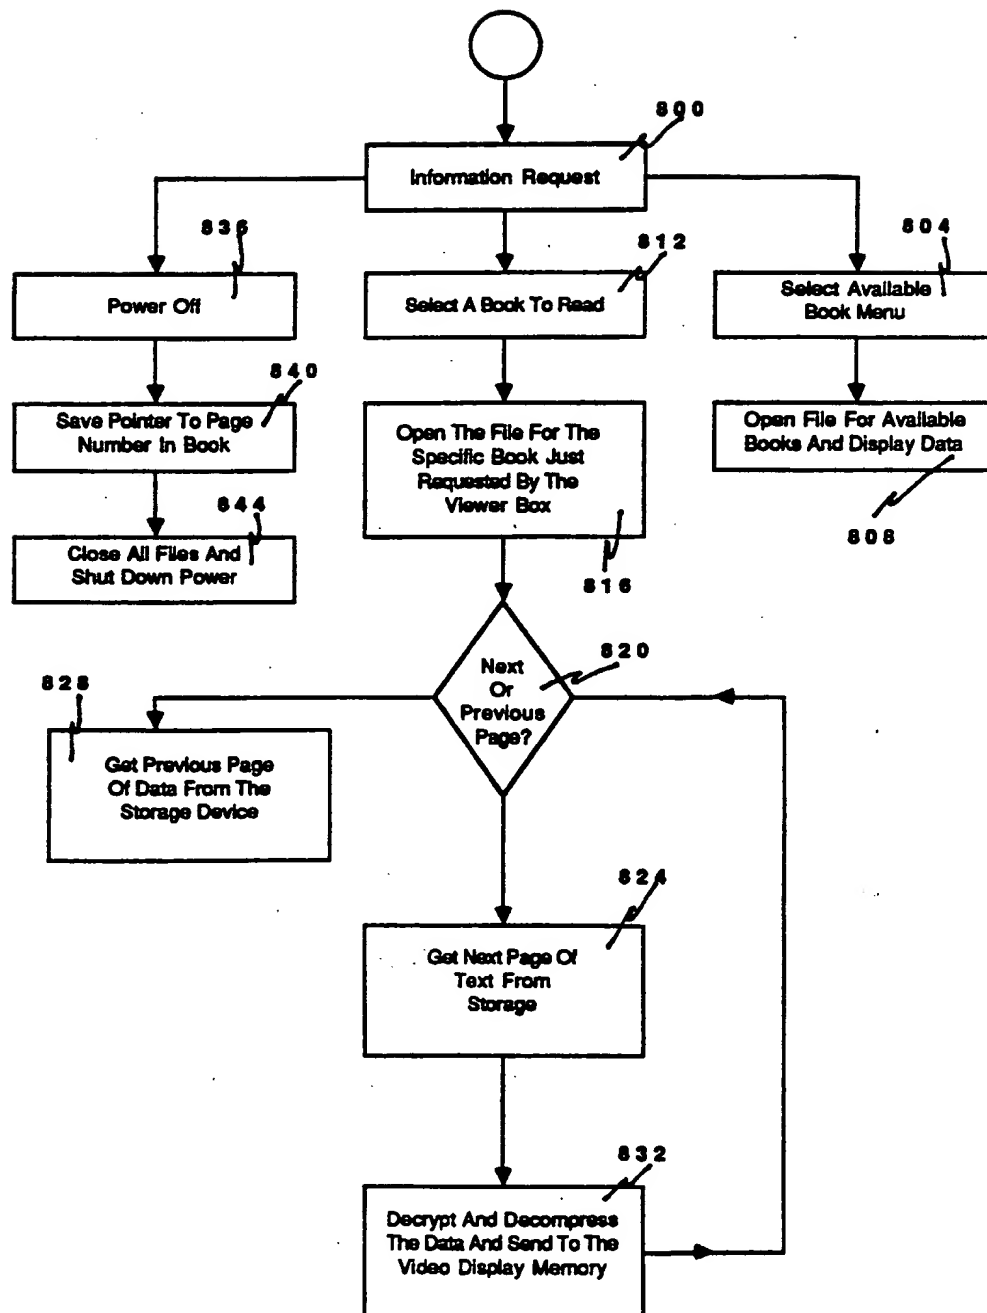 800
Information Request
836
812
804
Power Off
Select A Book To Read
Select Available
Book Menu
840
Save Pointer To Page
Number In Book
Open The File For The
Specific Book Just
Requested By The
Viewer Box
Open File For Available
Books And Display Data
844
808
Close All Files And
Shut Down Power
816
820
Next
Or
Previous
Page?
828
Get Previous Page
Of Data From The
Storage Device
824
Get Next Page Of
Text From
Storage
832
Decrypt And Decompress
The Data And Send To The
Video Display Memory